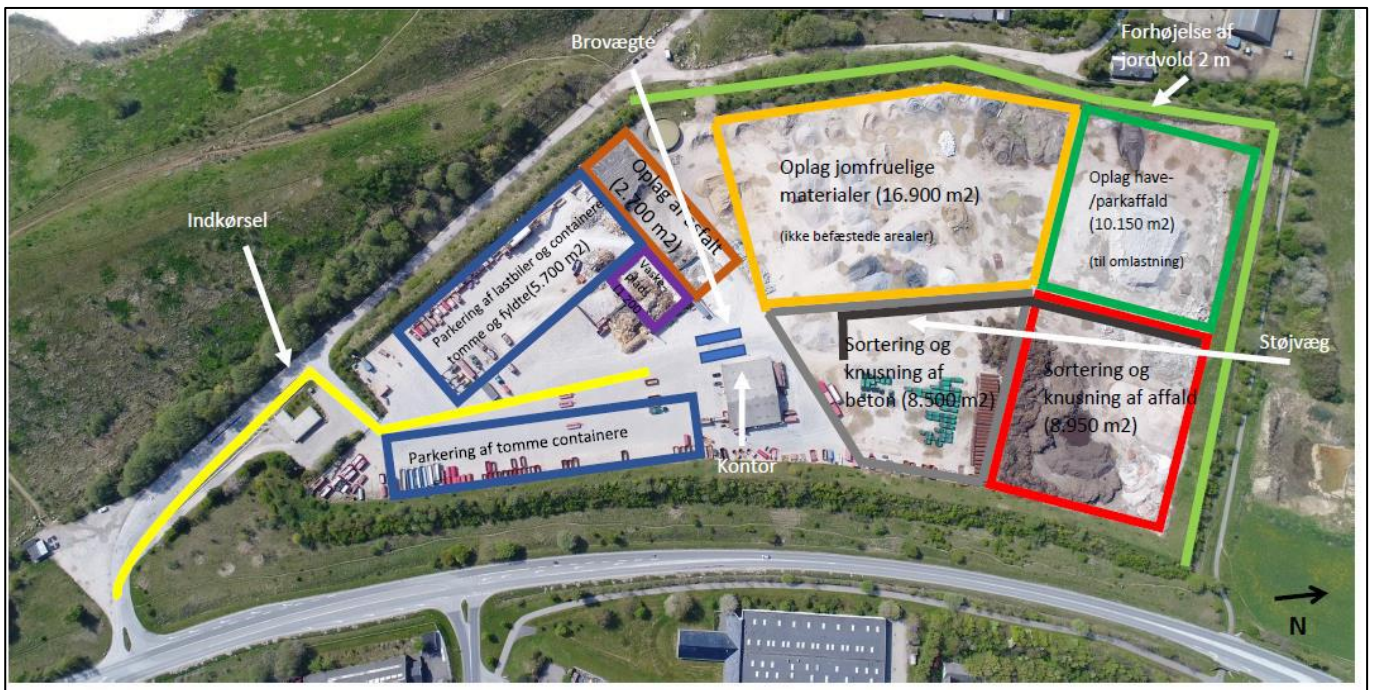 Brovægte
Forhøjelse af
jordvold 2 m
Indkørsel
Oplag af asfalt
(2.700 m2)
Oplag jomfruelige
materialer (16.900 m2)
(ikke befæstede arealer)
Oplag have-
/parkaffald
(10.150 m2)
(til omlastning)
Parkering af lastbiler og containere
tomme og fyldte(5.700 m2)
Vaske
plads
Støjvæg
Sortering og
knusning af
beton (8.500 m2)
Sortering og
knusning af affald
(8.950 m2)
Parkering af tomme containere
Kontor
N